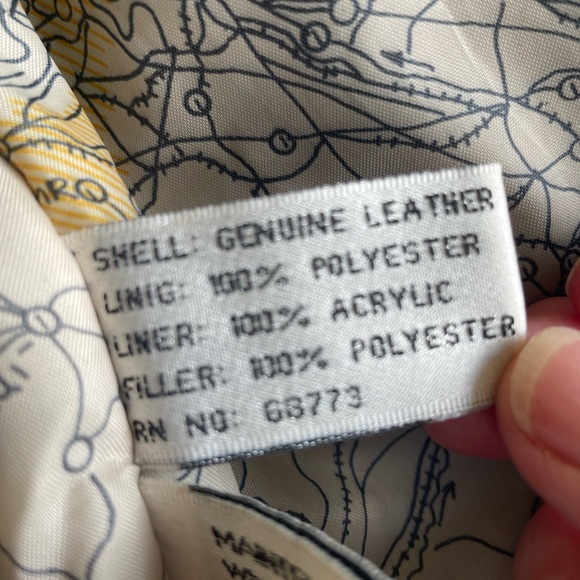 SHELL: GENUINE LEATHER
LINIG: 100% POLYESTER
LINER: 100% ACRYLIC
FILLER: 100% POLYESTER
RN NO: 68773